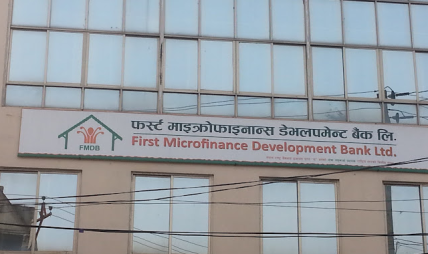 फर्स्ट माइक्रोफाइनान्स डेभलपमेन्ट बैंक लि.
First Microfinance Development Bank Ltd.
FMDB